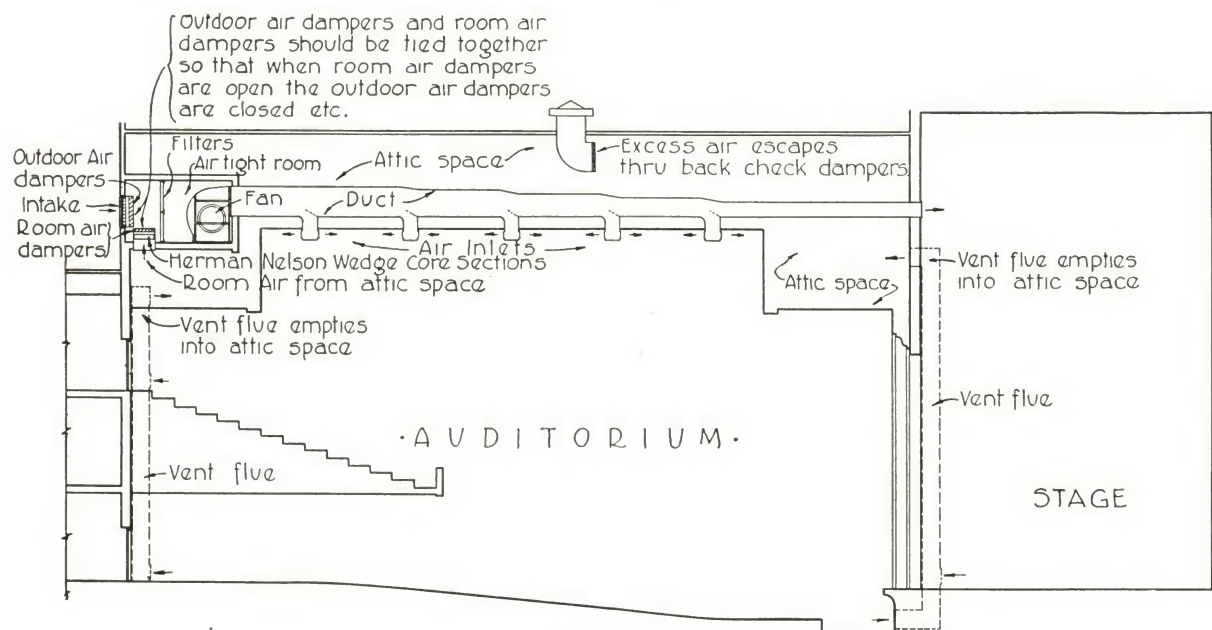 Outdoor air dampers and room air
dampers should be tied together
so that when room air dampers
are open the outdoor air dampers
are closed etc.
Filters
Air tight room
Attic space
Excess air escapes
thru back check dampers
Outdoor Air
dampers
Intake
Room air
dampers
Fan
Duct
Air Inlets
Herman Nelson Wedge Core Sections
Room Air from attic space
Attic space
Vent flue empties
into attic space
Vent flue empties
into attic space
Vent flue
·AUDITORIUM·
Vent flue
STAGE